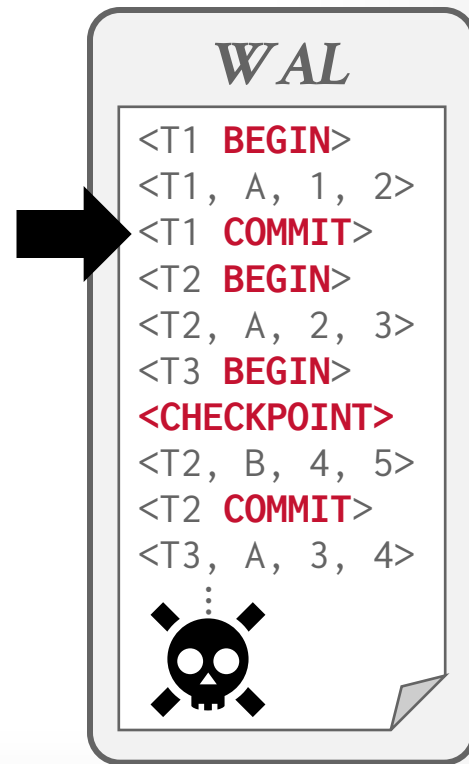 WAL
<T1 BEGIN>
<T1, A, 1, 2>
<T1 COMMIT>
<T2 BEGIN>
<T2, A, 2, 3>
<T3 BEGIN>
<CHECKPOINT>
<T2, B, 4, 5>
<T2 COMMIT>
<T3, A, 3, 4>
⋮